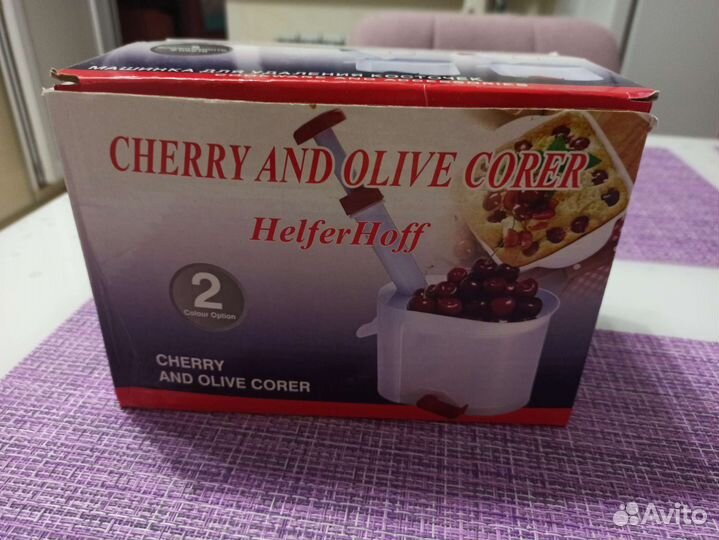 МАШИНКА ДЛЯ УДАЛЕНИЯ КОСТОЧЕК
CHERRY AND OLIVE CORER
HelferHoff
2
Colour Option
CHERRY
AND OLIVE CORER
Avito